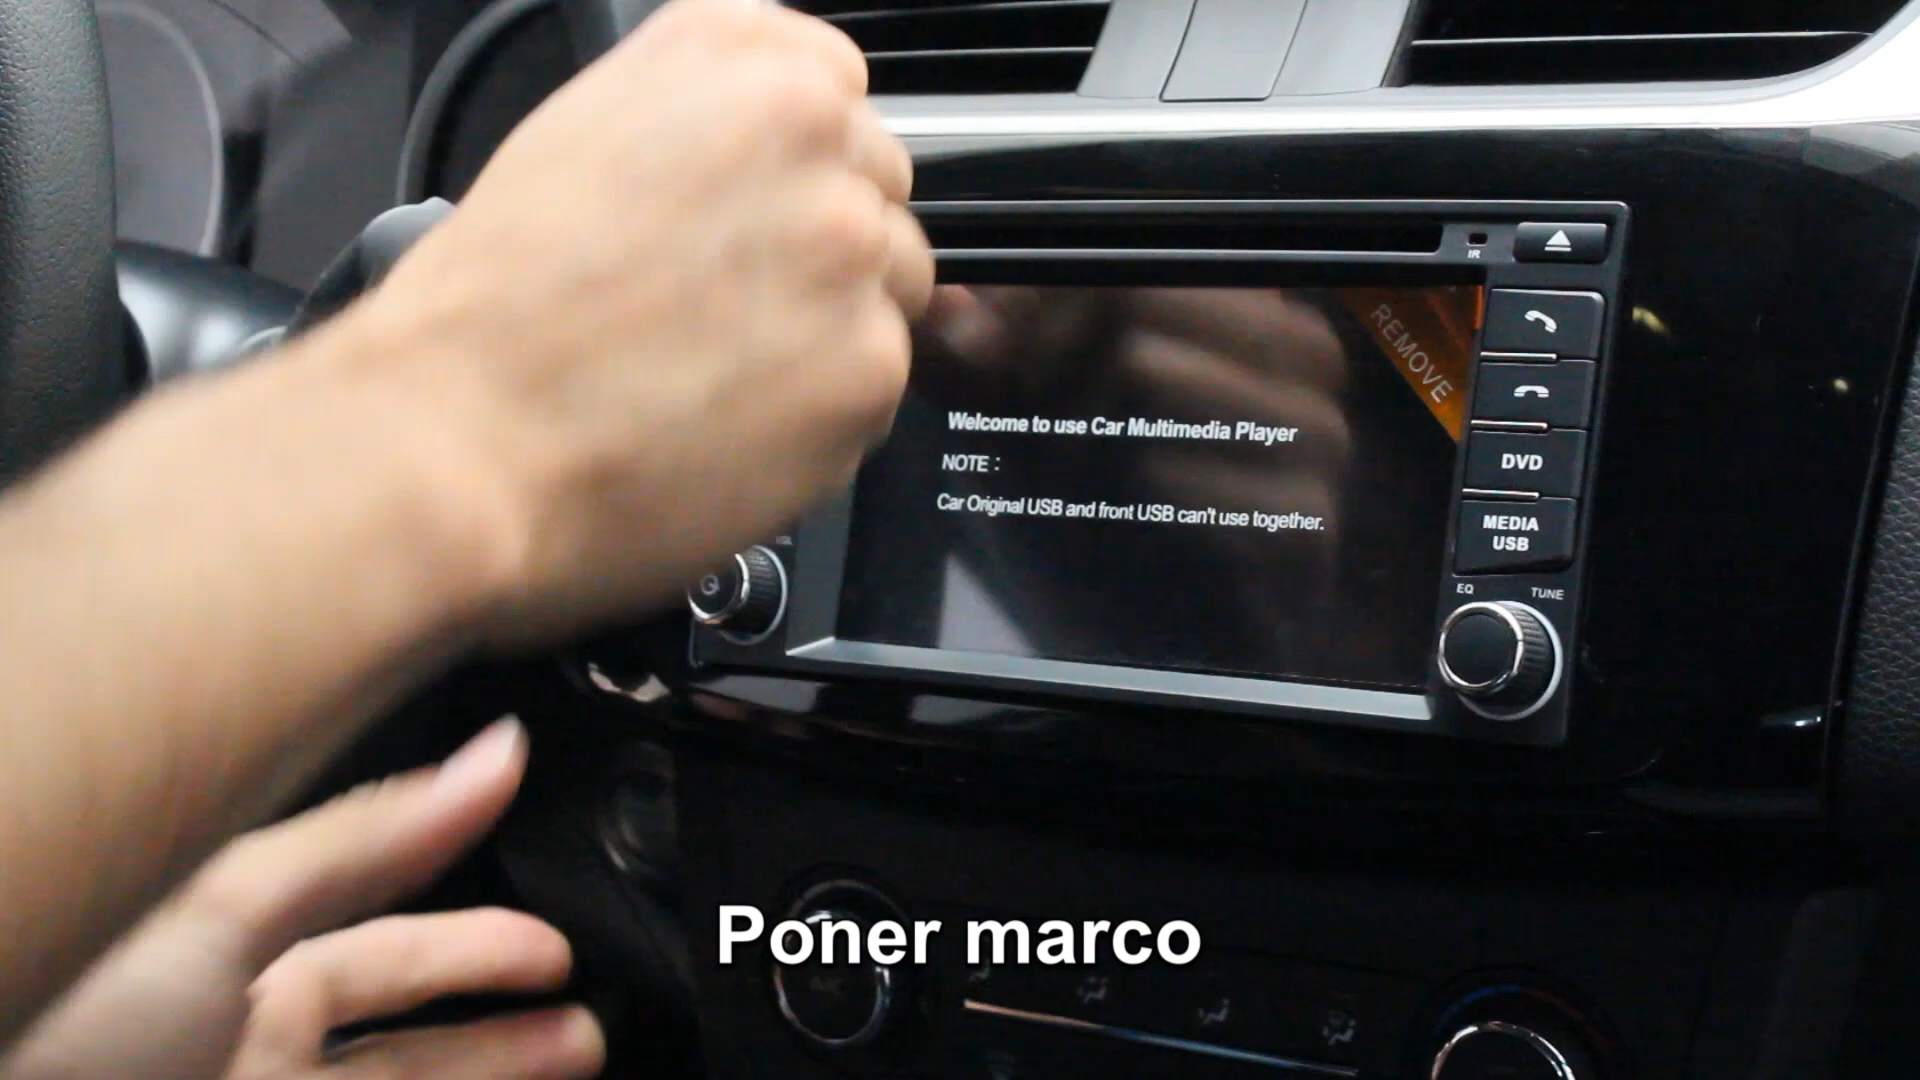 IR
REMOVE
Welcome to use Car Multimedia Player
NOTE :
Car Original USB and front USB can't use together.
DVD
MEDIA
USB
VOL
EQ
TUNE
Poner marco